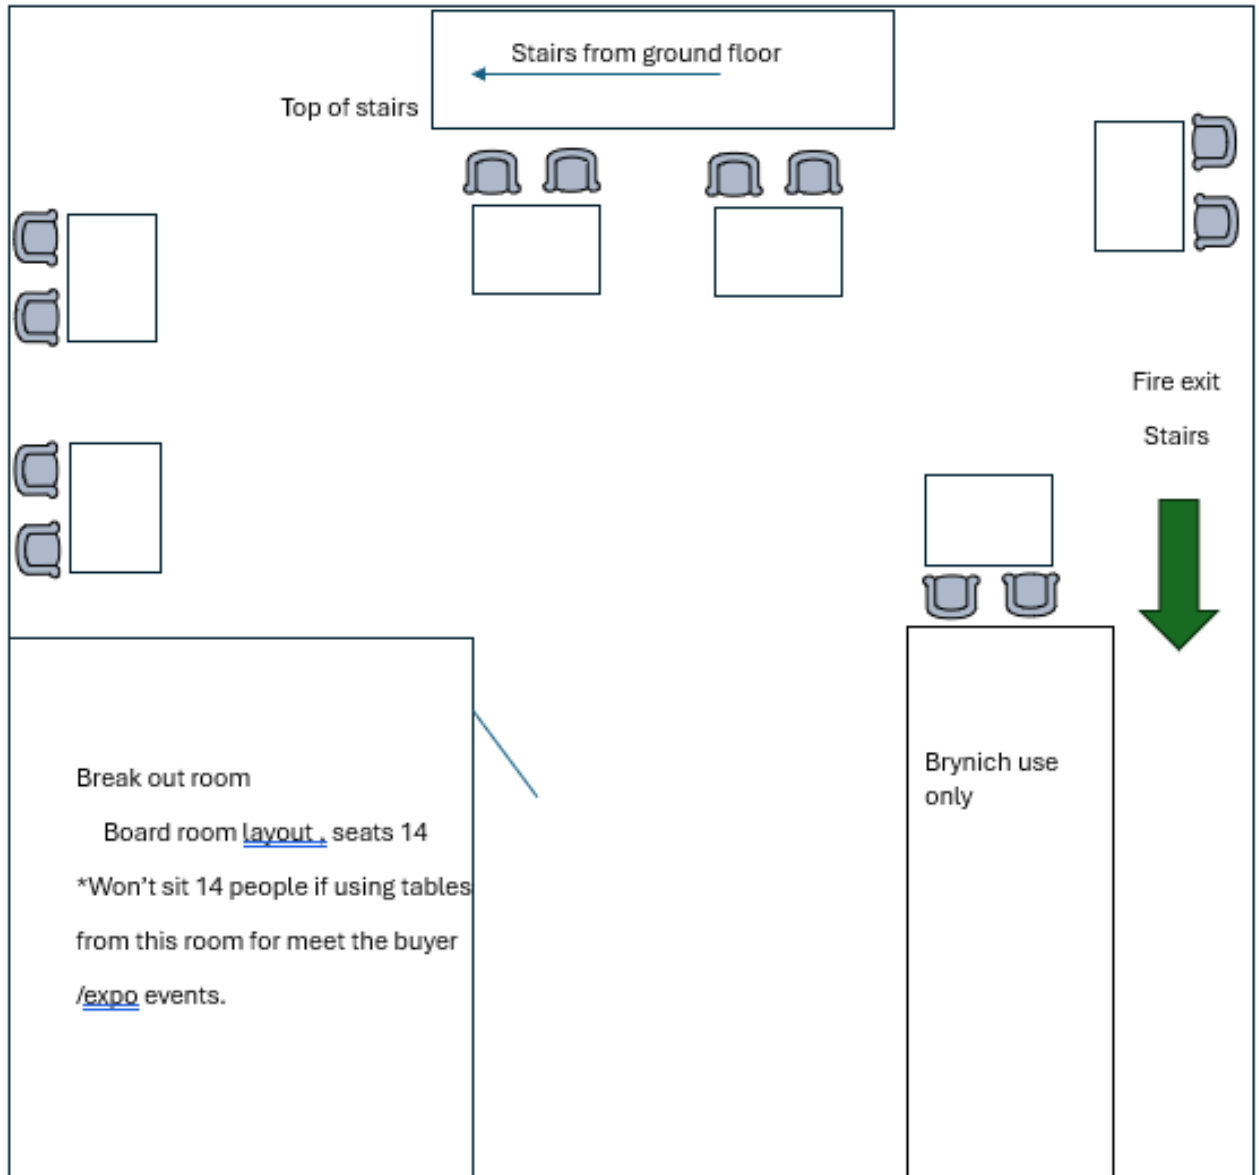 Stairs from ground floor
Top of stairs
Fire exit
Stairs
Break out room
Board room layout , seats 14
*Won’t sit 14 people if using tables
from this room for meet the buyer
/expo events.
Brynich use
only